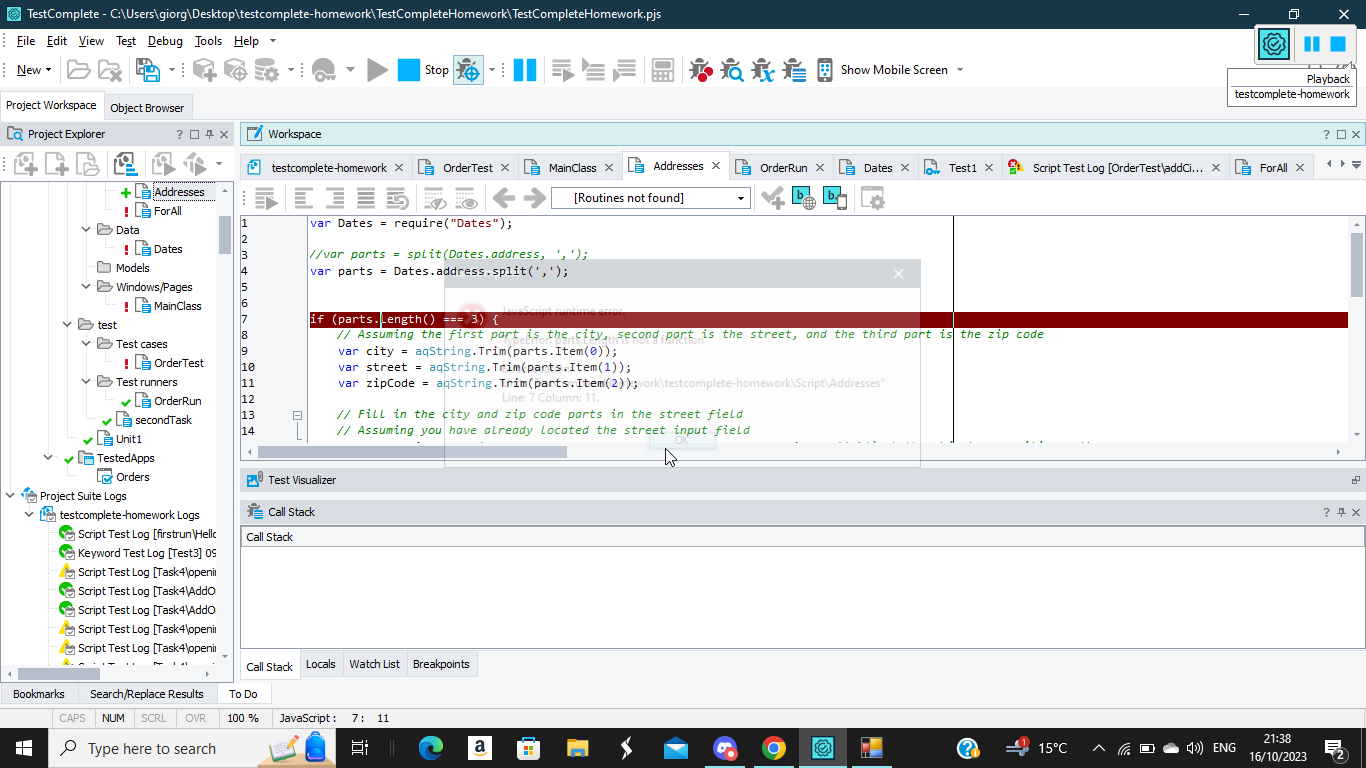 TestComplete - C:\Users\giorg\Desktop\testcomplete-homework\TestCompleteHomework\TestCompleteHomework.pjs
File Edit View Test Debug Tools Help
New Stop Show Mobile Screen
Playback
testcomplete-homework
Project Workspace Object Browser
Project Explorer
Workspace
testcomplete-homework OrderTest MainClass Addresses OrderRun Dates Test1 Script Test Log [OrderTest\addCi... ForAll
[Routines not found]
Addresses
ForAll
Data
Dates
Models
Windows/Pages
MainClass
test
Test cases
OrderTest
Test runners
OrderRun
secondTask
Unit1
TestedApps
Orders
Project Suite Logs
testcomplete-homework Logs
Script Test Log [firstrun\Hello
Keyword Test Log [Test3] 09
Script Test Log [Task4\openin
Script Test Log [Task4\AddO
Script Test Log [Task4\AddO
Script Test Log [Task4\openin
Script Test Log [Task4\openin
Script Test Log [Task4\openin
1 var Dates = require("Dates");
2
3 //var parts = split(Dates.address, ',');
4 var parts = Dates.address.split(',');
5
6
7 if (parts.Length() === 3) {
8 // Assuming the first part is the city, second part is the street, and the third part is the zip code
9 var city = aqString.Trim(parts.Item(0));
10 var street = aqString.Trim(parts.Item(1));
11 var zipCode = aqString.Trim(parts.Item(2));
12
13 // Fill in the city and zip code parts in the street field
14 // Assuming you have already located the street input field
JavaScript runtime error.
TypeError: parts.Length is not a function
Line: 7 Column: 11.
OK
Test Visualizer
Call Stack
Call Stack
Call Stack Locals Watch List Breakpoints
Bookmarks Search/Replace Results To Do
CAPS NUM SCRL OVR 100 % JavaScript : 7: 11
Type here to search
15°C
ENG
21:38
16/10/2023
2